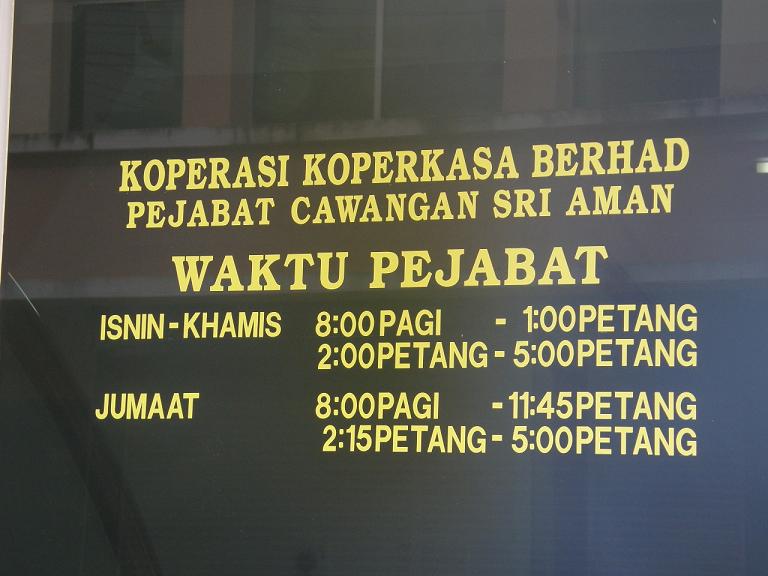 KOPERASI KOPERKASA BERHAD
PEJABAT CAWANGAN SRI AMAN
WAKTU PEJABAT
ISNIN-KHAMIS 8:00PAGI - 1:00PETANG
2:00PETANG - 5:00PETANG
JUMAAT 8:00PAGI - 11:45PETANG
2:15PETANG - 5:00PETANG